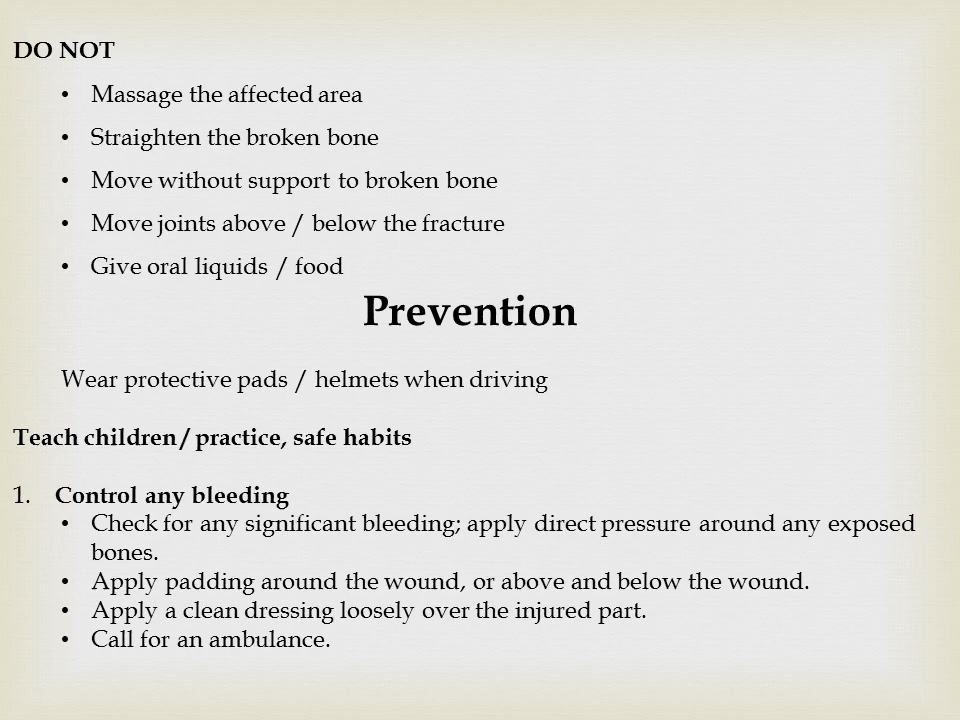 DO NOT
• Massage the affected area
• Straighten the broken bone
• Move without support to broken bone
• Move joints above / below the fracture
• Give oral liquids / food
Prevention
Wear protective pads / helmets when driving
Teach children / practice, safe habits
1. Control any bleeding
• Check for any significant bleeding; apply direct pressure around any exposed
bones.
• Apply padding around the wound, or above and below the wound.
• Apply a clean dressing loosely over the injured part.
• Call for an ambulance.